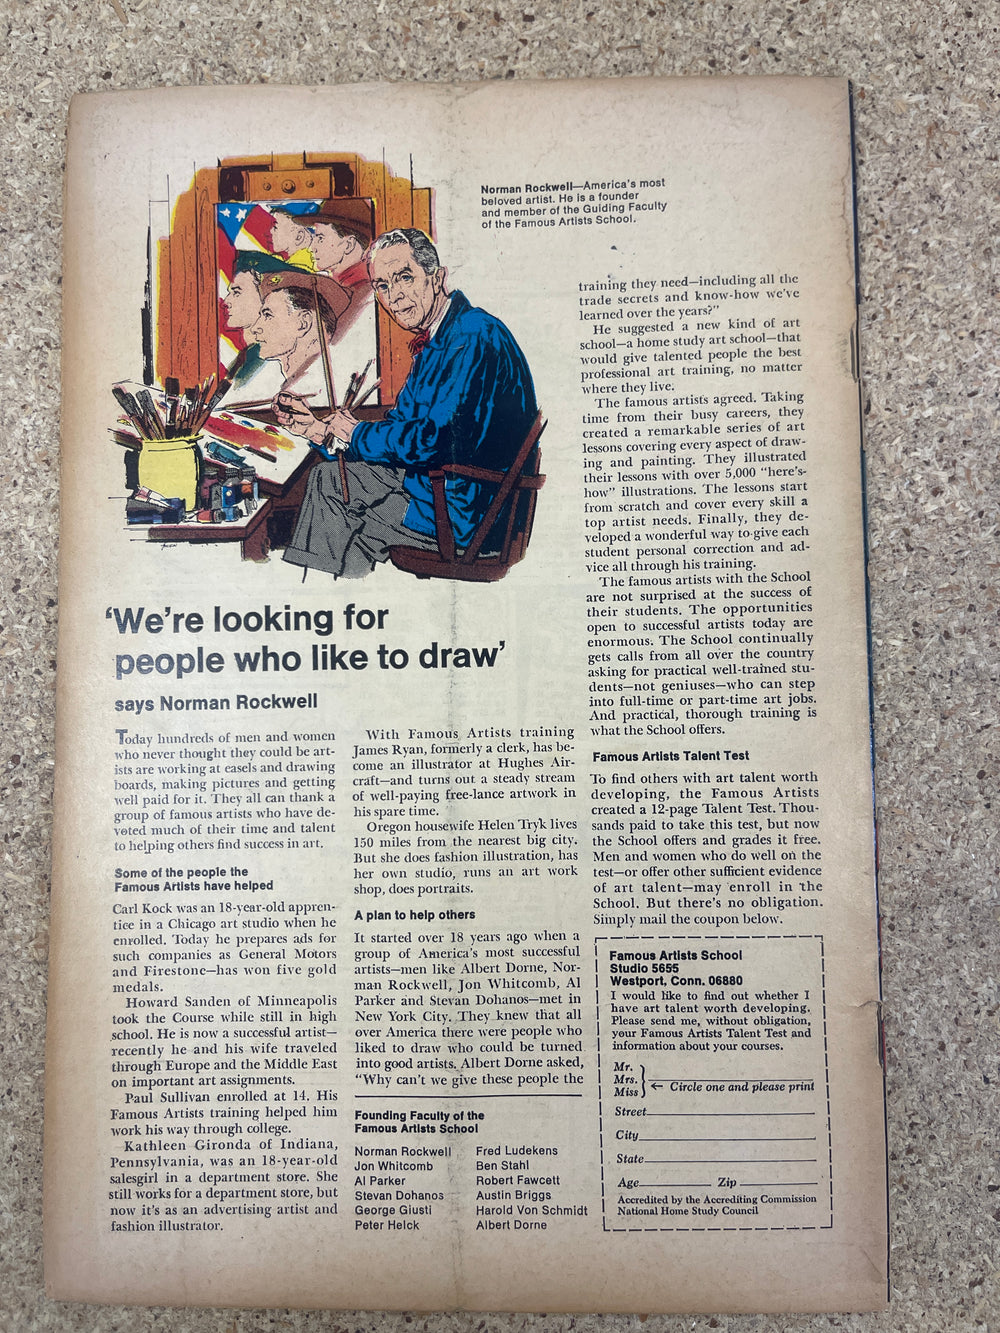 Norman Rockwell—America's most
beloved artist. He is a founder
and member of the Guiding Faculty
of the Famous Artists School.
'We're looking for
people who like to draw'
says Norman Rockwell
Today hundreds of men and women
who never thought they could be art-
ists are working at easels and drawing
boards, making pictures and getting
well paid for it. They all can thank a
group of famous artists who have de-
voted much of their time and talent
to helping others find success in art.
Some of the people the
Famous Artists have helped
Carl Kock was an 18-year-old appren-
tice in a Chicago art studio when he
enrolled. Today he prepares ads for
such companies as General Motors
and Firestone—has won five gold
medals.
Howard Sanden of Minneapolis
took the Course while still in high
school. He is now a successful artist—
recently he and his wife traveled
through Europe and the Middle East
on important art assignments.
Paul Sullivan enrolled at 14. His
Famous Artists training helped him
work his way through college.
Kathleen Gironda of Indiana,
Pennsylvania, was an 18-year-old
salesgirl in a department store. She
still works for a department store, but
now it's as an advertising artist and
fashion illustrator.
With Famous Artists training
James Ryan, formerly a clerk, has be-
come an illustrator at Hughes Air-
craft—and turns out a steady stream
of well-paying free-lance artwork in
his spare time.
Oregon housewife Helen Tryk lives
150 miles from the nearest big city.
But she does fashion illustration, has
her own studio, runs an art work
shop, does portraits.
A plan to help others
It started over 18 years ago when a
group of America's most successful
artists—men like Albert Dorne, Nor-
man Rockwell, Jon Whitcomb, Al
Parker and Stevan Dohanos—met in
New York City. They knew that all
over America there were people who
liked to draw who could be turned
into good artists. Albert Dorne asked,
"Why can't we give these people the
Founding Faculty of the
Famous Artists School
Norman Rockwell
Jon Whitcomb
Al Parker
Stevan Dohanos
George Giusti
Peter Helck
Fred Ludekens
Ben Stahl
Robert Fawcett
Austin Briggs
Harold Von Schmidt
Albert Dorne
training they need—including all the
trade secrets and know-how we've
learned over the years?"
He suggested a new kind of art
school—a home study art school—that
would give talented people the best
professional art training, no matter
where they live.
The famous artists agreed. Taking
time from their busy careers, they
created a remarkable series of art
lessons covering every aspect of draw-
ing and painting. They illustrated
their lessons with over 5,000 "here's-
how" illustrations. The lessons start
from scratch and cover every skill a
top artist needs. Finally, they de-
veloped a wonderful way to give each
student personal correction and ad-
vice all through his training.
The famous artists with the School
are not surprised at the success of
their students. The opportunities
open to successful artists today are
enormous. The School continually
gets calls from all over the country
asking for practical well-trained stu-
dents—not geniuses—who can step
into full-time or part-time art jobs.
And practical, thorough training is
what the School offers.
Famous Artists Talent Test
To find others with art talent worth
developing, the Famous Artists
created a 12-page Talent Test. Thou-
sands paid to take this test, but now
the School offers and grades it free.
Men and women who do well on the
test—or offer other sufficient evidence
of art talent—may enroll in the
School. But there's no obligation.
Simply mail the coupon below.
Famous Artists School
Studio 5655
Westport, Conn. 06880
I would like to find out whether I
have art talent worth developing.
Please send me, without obligation,
your Famous Artists Talent Test and
information about your courses.
Mr.
Mrs. ← Circle one and please print
Miss
Street
City
State
Age Zip
Accredited by the Accrediting Commission
National Home Study Council